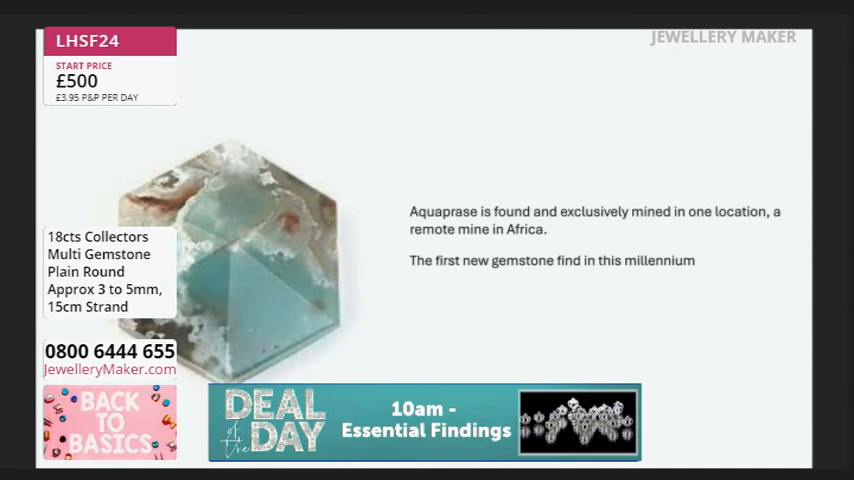 JEWELLERY MAKER
LHSF24
START PRICE
£500
£3.95 P&P PER DAY
Aquaprase is found and exclusively mined in one location, a
remote mine in Africa.
The first new gemstone find in this millennium
18cts Collectors
Multi Gemstone
Plain Round
Approx 3 to 5mm,
15cm Strand
0800 6444 655
JewelleryMaker.com
BACK
TO
BASICS
DEAL
of the
DAY
10am -
Essential Findings